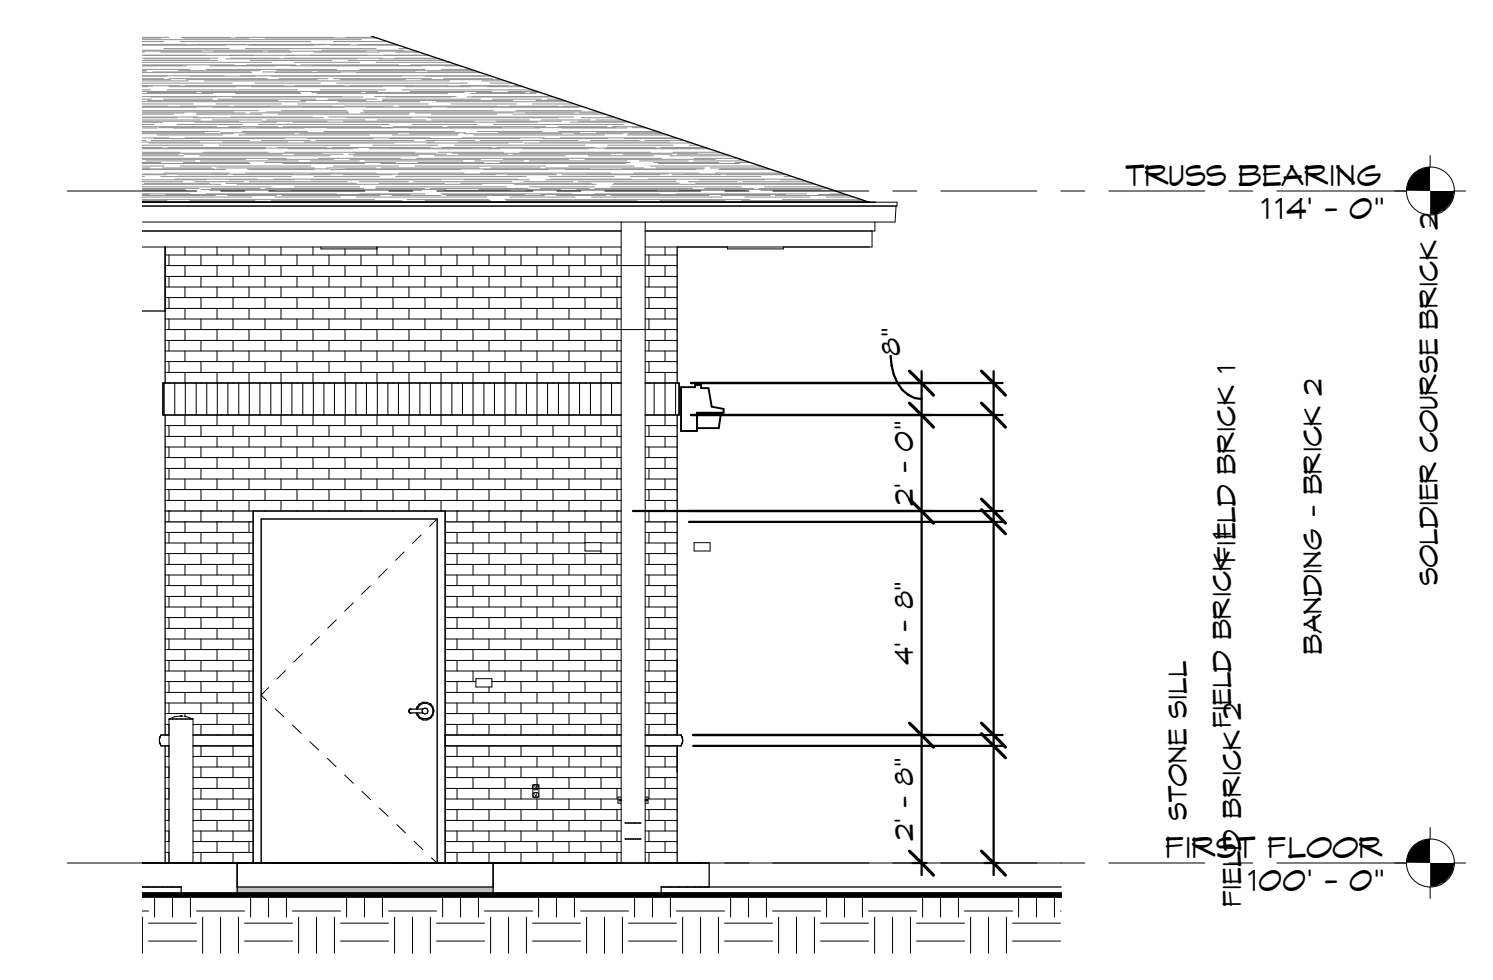 TRUSS BEARING
114' - 0"
8"
2' - 0"
4' - 8"
2' - 8"
STONE SILL
FIELD BRICK 1
FIELD BRICK 1
FIELD BRICK 2
BANDING - BRICK 2
SOLDIER COURSE BRICK 2
FIRST FLOOR
100' - 0"